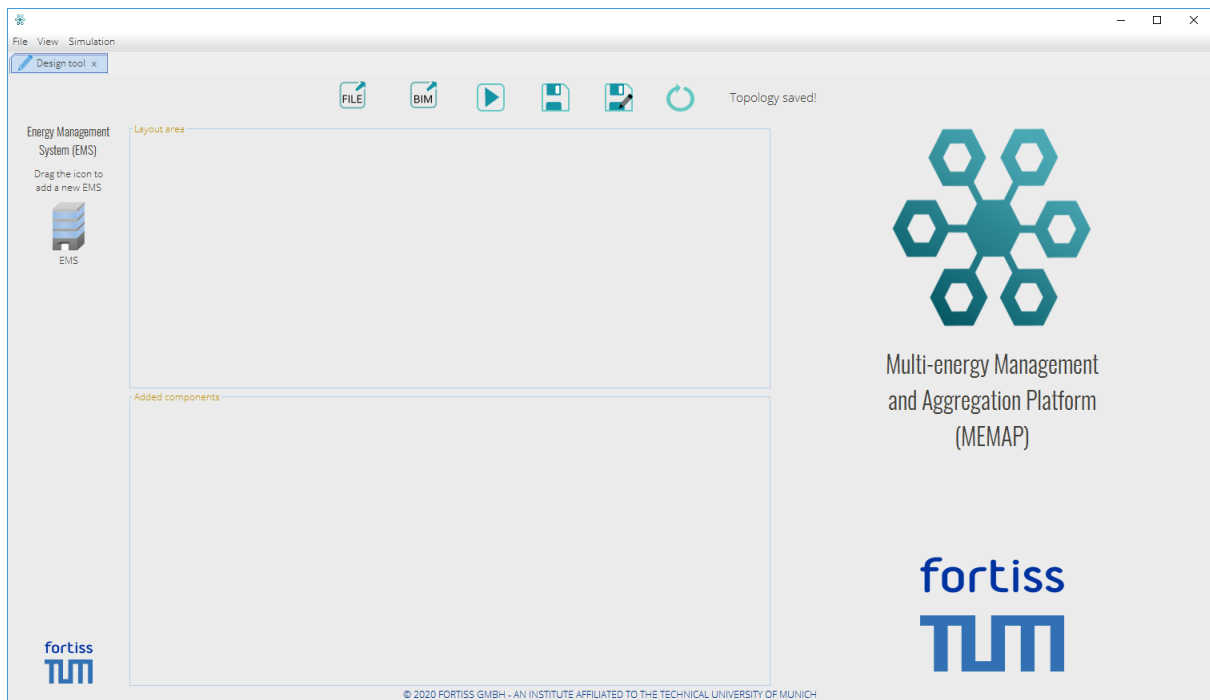 File View Simulation
Design tool x
FILE
BIM
Topology saved!
Energy Management
System (EMS)
Drag the icon to
add a new EMS
EMS
Layout area
Added components
Multi-energy Management
and Aggregation Platform
(MEMAP)
fortiss
TUM
fortiss
TUM
© 2020 FORTISS GMBH - AN INSTITUTE AFFILIATED TO THE TECHNICAL UNIVERSITY OF MUNICH